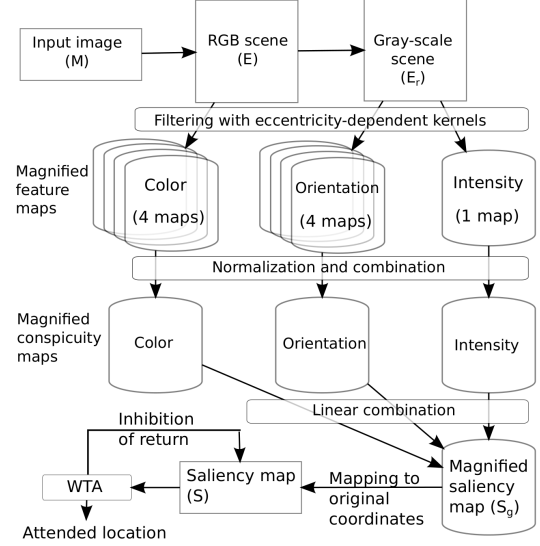 Input image
(M)
RGB scene
(E)
Gray-scale
scene
(Er)
Filtering with eccentricity-dependent kernels
Magnified
feature
maps
Color
(4 maps)
Orientation
(4 maps)
Intensity
(1 map)
Normalization and combination
Magnified
conspicuity
maps
Color
Orientation
Intensity
Linear combination
Inhibition
of return
WTA
Saliency map
(S)
Mapping to
original
coordinates
Magnified
saliency
map (Sg)
Attended location